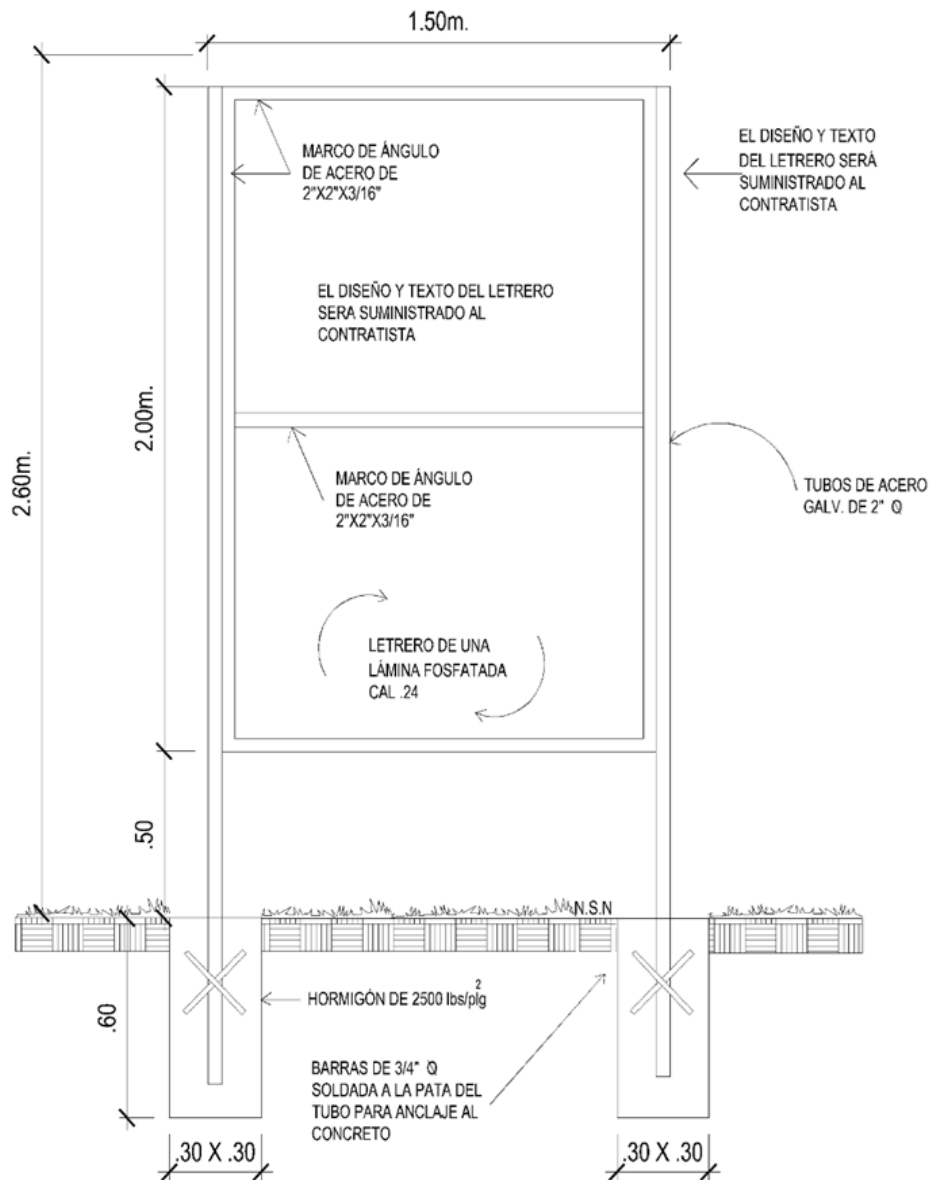 1.50m.
MARCO DE ÁNGULO
DE ACERO DE
2"X2"X3/16"
EL DISEÑO Y TEXTO
DEL LETRERO SERÁ
SUMINISTRADO AL
CONTRATISTA
EL DISEÑO Y TEXTO DEL LETRERO
SERA SUMINISTRADO AL
CONTRATISTA
2.00m.
2.60m.
MARCO DE ÁNGULO
DE ACERO DE
2"X2"X3/16"
TUBOS DE ACERO
GALV. DE 2" Q
LETRERO DE UNA
LÁMINA FOSFATADA
CAL .24
.50
N.S.N
HORMIGÓN DE 2500 lbs/plg²
.60
BARRAS DE 3/4" Q
SOLDADA A LA PATA DEL
TUBO PARA ANCLAJE AL
CONCRETO
.30 X .30
.30 X .30